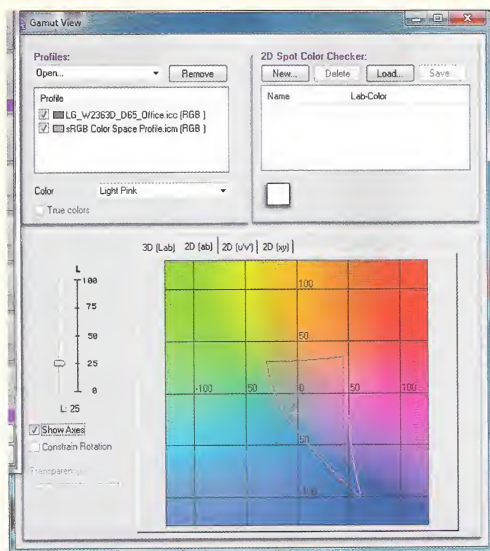 Gamut View
Profiles:
Open...
Remove
Profile
LG_W2363D_D65_Office.icc (RGB )
sRGB Color Space Profile.icm (RGB )
Color
Light Pink
True colors
2D Spot Color Checker:
New...
Delete
Load...
Save
Name
Lab-Color
3D (Lab)
2D (ab)
2D (u'v')
2D (xy)
L
100
75
50
25
0
L: 25
Show Axes
Constrain Rotation
100
50
-100
50
0
50
100
50
-100